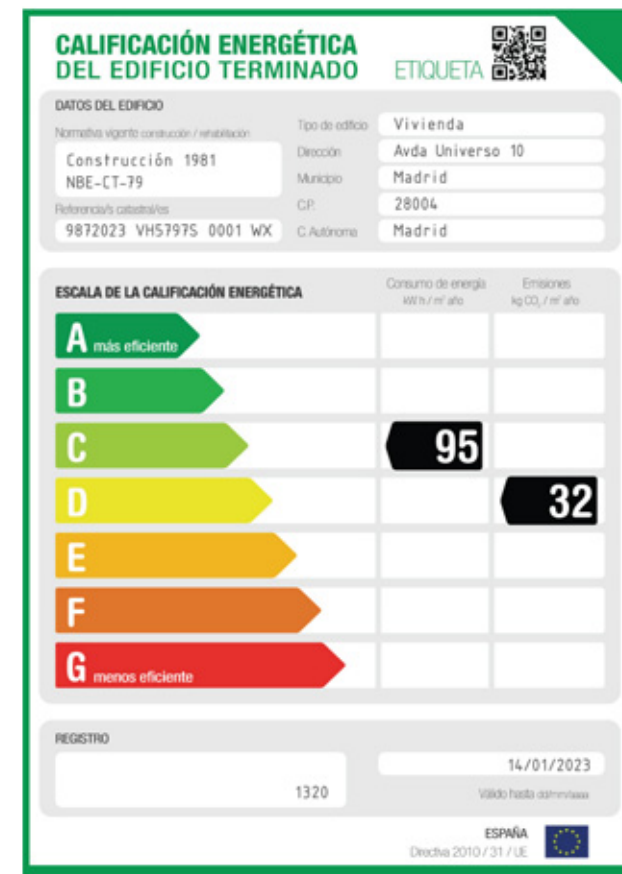 CALIFICACIÓN ENERGÉTICA
DEL EDIFICIO TERMINADO
ETIQUETA
DATOS DEL EDIFICIO
Normativa vigente construcción / rehabilitación
Construcción 1981
NBE-CT-79
Referencia/s catastral/es
9872023 VH5797S 0001 WX
Tipo de edificio Vivienda
Dirección Avda Universo 10
Municipio Madrid
C.P. 28004
C. Autónoma Madrid
ESCALA DE LA CALIFICACIÓN ENERGÉTICA
Consumo de energía
kW h / m² año
Emisiones
kg CO₂ / m² año
A más eficiente
B
C 95
D 32
E
F
G menos eficiente
REGISTRO
1320
14/01/2023
Válido hasta dd/mm/aaaa
ESPAÑA
Directiva 2010 / 31 / UE